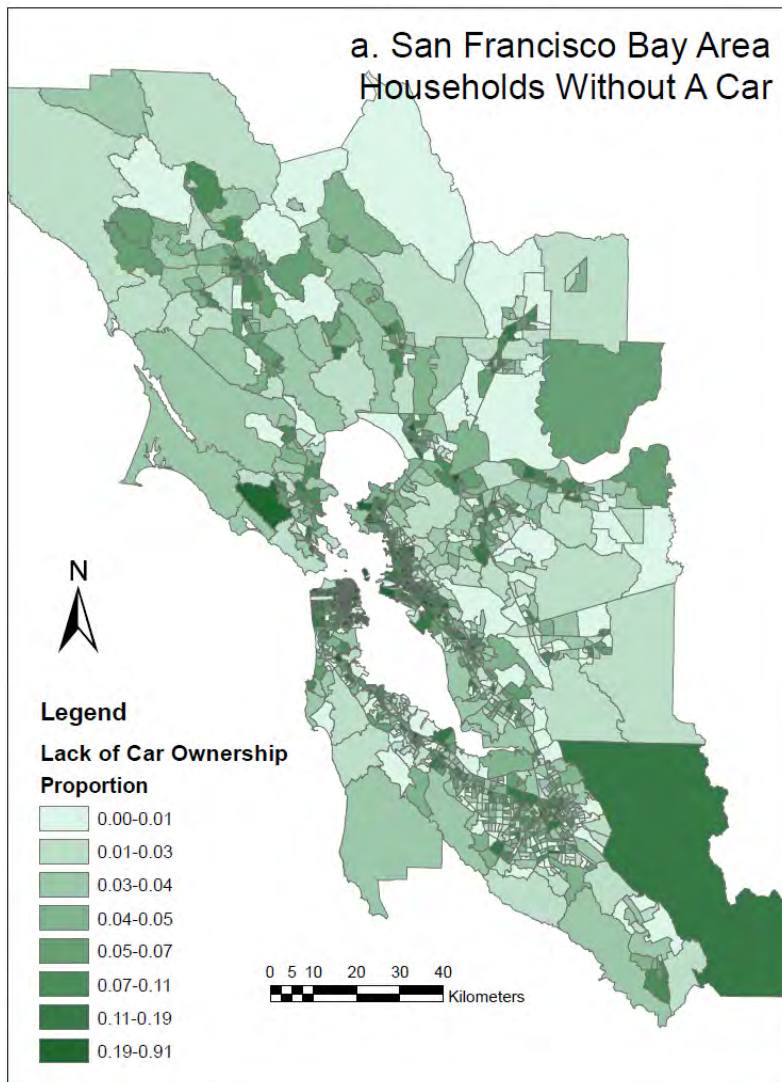 a. San Francisco Bay Area
Households Without A Car
N
Legend
Lack of Car Ownership
Proportion
0.00-0.01
0.01-0.03
0.03-0.04
0.04-0.05
0.05-0.07
0.07-0.11
0.11-0.19
0.19-0.91
0 5 10 20 30 40
Kilometers